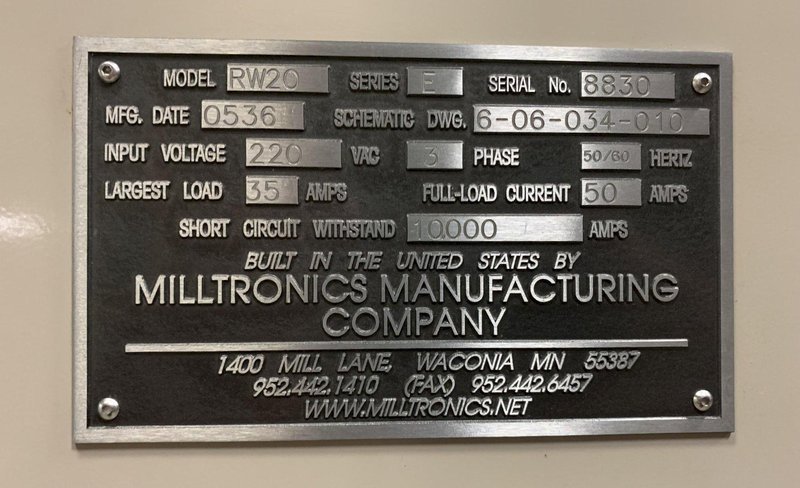 MODEL RW20 SERIES E SERIAL No. 8830
MFG. DATE 0536 SCHEMATIC DWG. 6-06-034-010
INPUT VOLTAGE 220 VAC 3 PHASE 50/60 HERTZ
LARGEST LOAD 35 AMPS FULL-LOAD CURRENT 50 AMPS
SHORT CIRCUIT WITHSTAND 10000 AMPS
BUILT IN THE UNITED STATES BY
MILLTRONICS MANUFACTURING
COMPANY
1400 MILL LANE, WACONIA MN 55387
952.442.1410 (FAX) 952.442.6457
WWW.MILLTRONICS.NET